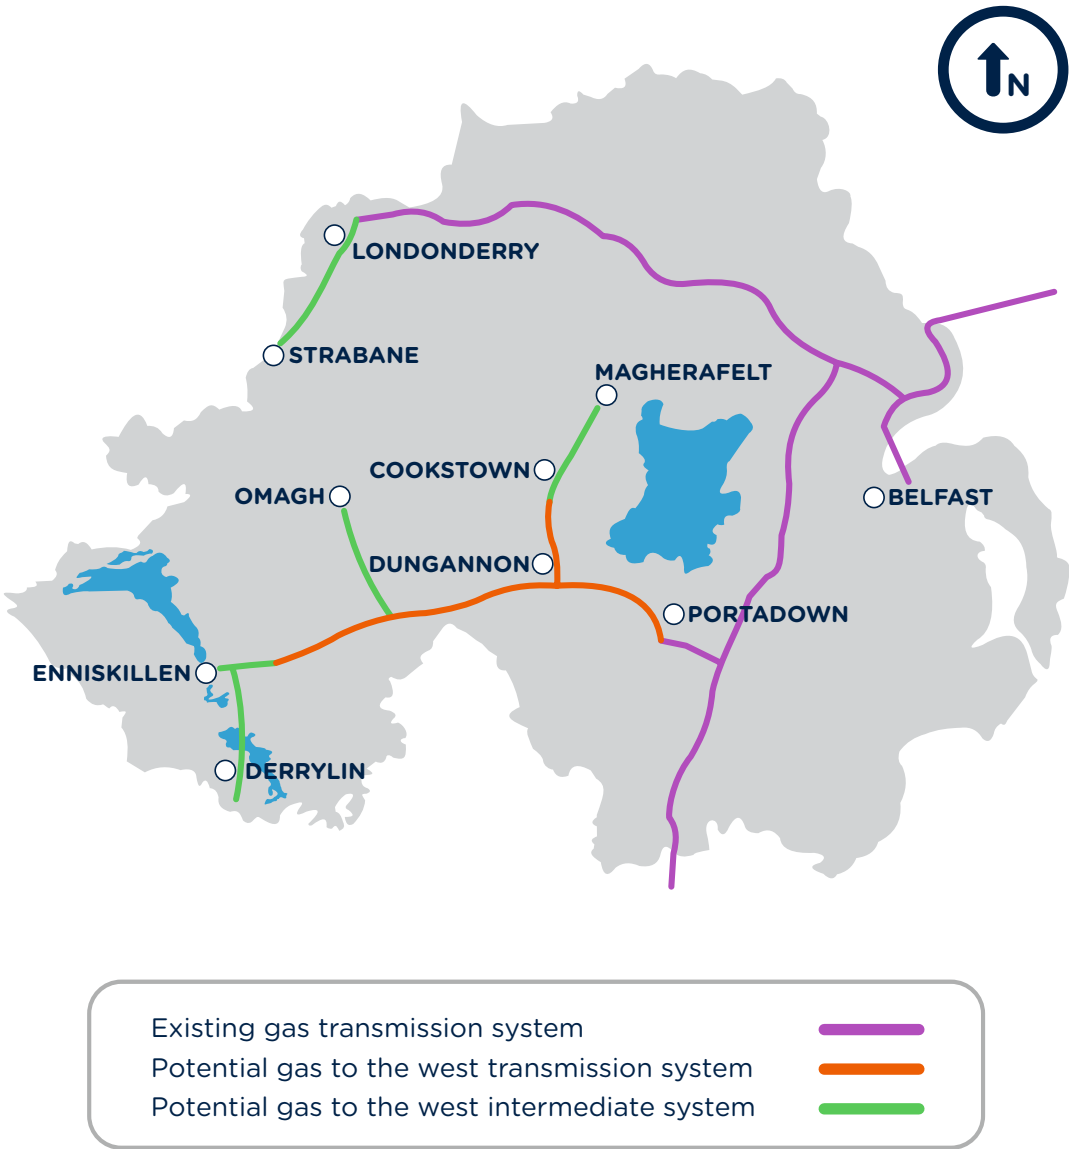 N
LONDONDERRY
STRABANE
MAGHERAFELT
COOKSTOWN
OMAGH
BELFAST
DUNGANNON
PORTADOWN
ENNISKILLEN
DERRYLIN
Existing gas transmission system
Potential gas to the west transmission system
Potential gas to the west intermediate system